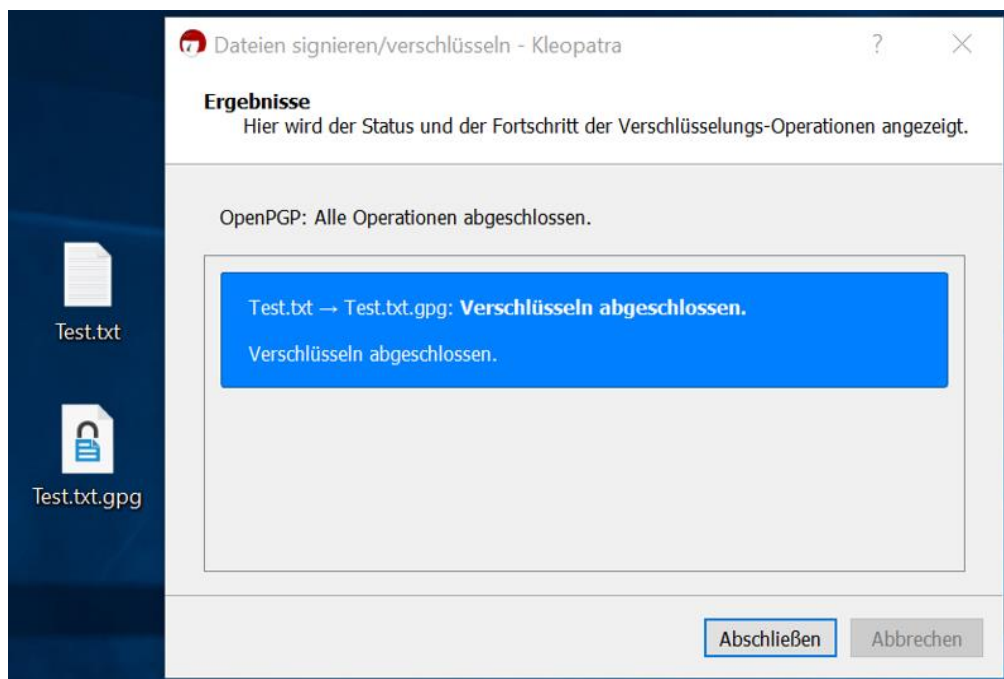 Dateien signieren/verschlüsseln - Kleopatra
?
Ergebnisse
Hier wird der Status und der Fortschritt der Verschlüsselungs-Operationen angezeigt.
OpenPGP: Alle Operationen abgeschlossen.
Test.txt → Test.txt.gpg: Verschlüsseln abgeschlossen.
Verschlüsseln abgeschlossen.
Test.txt
Test.txt.gpg
Abschließen
Abbrechen